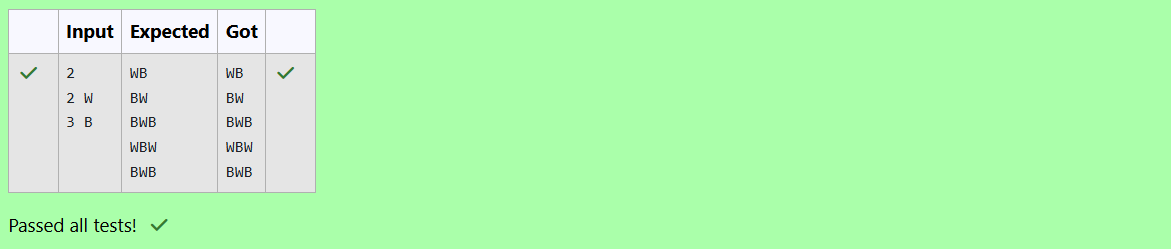 Input Expected Got
2 WB WB
2 W BW BW
3 B BWB BWB
WBW WBW
BWB BWB
Passed all tests!